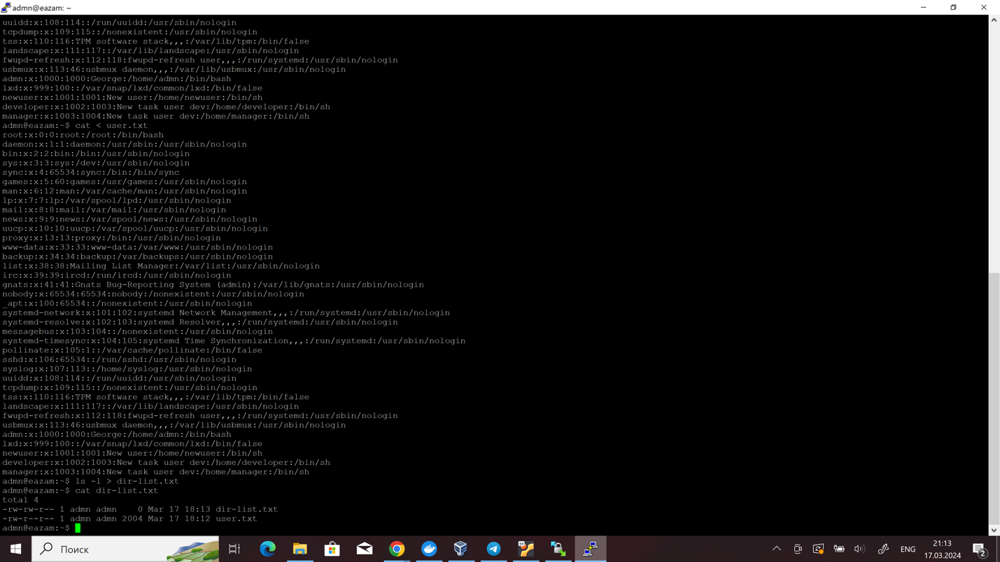 admn@eazam: ~
uuidd:x:108:114::/run/uuidd:/usr/sbin/nologin
tcpdump:x:109:115::/nonexistent:/usr/sbin/nologin
tss:x:110:116:TPM software stack,,,:/var/lib/tpm:/bin/false
landscape:x:111:117::/var/lib/landscape:/usr/sbin/nologin
fwupd-refresh:x:112:118:fwupd-refresh user,,,:/run/systemd:/usr/sbin/nologin
usbmux:x:113:46:usbmux daemon,,,:/var/lib/usbmux:/usr/sbin/nologin
admn:x:1000:1000:George:/home/admn:/bin/bash
lxd:x:999:100::/var/snap/lxd/common/lxd:/bin/false
newuser:x:1001:1001:New user:/home/newuser:/bin/sh
developer:x:1002:1003:New task user dev:/home/developer:/bin/sh
manager:x:1003:1004:New task user dev:/home/manager:/bin/sh
admn@eazam:~$ cat < user.txt
root:x:0:0:root:/root:/bin/bash
daemon:x:1:1:daemon:/usr/sbin:/usr/sbin/nologin
bin:x:2:2:bin:/bin:/usr/sbin/nologin
sys:x:3:3:sys:/dev:/usr/sbin/nologin
sync:x:4:65534:sync:/bin:/bin/sync
games:x:5:60:games:/usr/games:/usr/sbin/nologin
man:x:6:12:man:/var/cache/man:/usr/sbin/nologin
lp:x:7:7:lp:/var/spool/lpd:/usr/sbin/nologin
mail:x:8:8:mail:/var/mail:/usr/sbin/nologin
news:x:9:9:news:/var/spool/news:/usr/sbin/nologin
uucp:x:10:10:uucp:/var/spool/uucp:/usr/sbin/nologin
proxy:x:13:13:proxy:/bin:/usr/sbin/nologin
www-data:x:33:33:www-data:/var/www:/usr/sbin/nologin
backup:x:34:34:backup:/var/backups:/usr/sbin/nologin
list:x:38:38:Mailing List Manager:/var/list:/usr/sbin/nologin
irc:x:39:39:ircd:/run/ircd:/usr/sbin/nologin
gnats:x:41:41:Gnats Bug-Reporting System (admin):/var/lib/gnats:/usr/sbin/nologin
nobody:x:65534:65534:nobody:/nonexistent:/usr/sbin/nologin
_apt:x:100:65534::/nonexistent:/usr/sbin/nologin
systemd-network:x:101:102:systemd Network Management,,,:/run/systemd:/usr/sbin/nologin
systemd-resolve:x:102:103:systemd Resolver,,,:/run/systemd:/usr/sbin/nologin
messagebus:x:103:104::/nonexistent:/usr/sbin/nologin
systemd-timesync:x:104:105:systemd Time Synchronization,,,:/run/systemd:/usr/sbin/nologin
pollinate:x:105:1::/var/cache/pollinate:/bin/false
sshd:x:106:65534::/run/sshd:/usr/sbin/nologin
syslog:x:107:113::/home/syslog:/usr/sbin/nologin
uuidd:x:108:114::/run/uuidd:/usr/sbin/nologin
tcpdump:x:109:115::/nonexistent:/usr/sbin/nologin
tss:x:110:116:TPM software stack,,,:/var/lib/tpm:/bin/false
landscape:x:111:117::/var/lib/landscape:/usr/sbin/nologin
fwupd-refresh:x:112:118:fwupd-refresh user,,,:/run/systemd:/usr/sbin/nologin
usbmux:x:113:46:usbmux daemon,,,:/var/lib/usbmux:/usr/sbin/nologin
admn:x:1000:1000:George:/home/admn:/bin/bash
lxd:x:999:100::/var/snap/lxd/common/lxd:/bin/false
newuser:x:1001:1001:New user:/home/newuser:/bin/sh
developer:x:1002:1003:New task user dev:/home/developer:/bin/sh
manager:x:1003:1004:New task user dev:/home/manager:/bin/sh
admn@eazam:~$ ls -l > dir-list.txt
admn@eazam:~$ cat dir-list.txt
total 4
-rw-rw-r-- 1 admn admn    0 Mar 17 18:13 dir-list.txt
-rw-r--r-- 1 admn admn 2004 Mar 17 18:12 user.txt
admn@eazam:~$
Поиск
64
ENG
21:13
17.03.2024
2